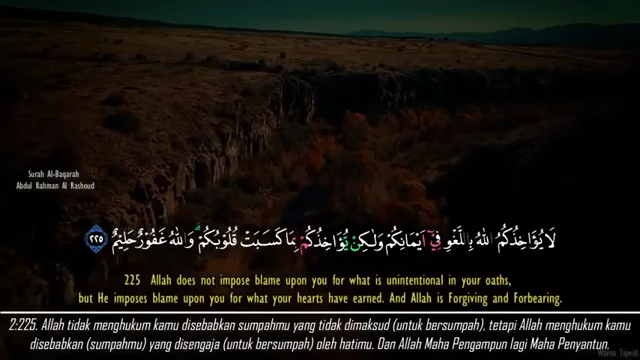 Surah Al-Baqarah
Abdul Rahman Al Rashoud
لَا يُؤَاخِذُكُمُ اللَّهُ بِاللَّغْوِ فِيٓ أَيْمَانِكُمْ وَلَٰكِن يُؤَاخِذُكُم بِمَا كَسَبَتْ قُلُوبُكُمْ ۗ وَاللَّهُ غَفُورٌ حَلِيمٌ ٢٢٥
225 Allah does not impose blame upon you for what is unintentional in your oaths,
but He imposes blame upon you for what your hearts have earned. And Allah is Forgiving and Forbearing.
2:225. Allah tidak menghukum kamu disebabkan sumpahmu yang tidak dimaksud (untuk bersumpah), tetapi Allah menghukum kamu
disebabkan (sumpahmu) yang disengaja (untuk bersumpah) oleh hatimu. Dan Allah Maha Pengampun lagi Maha Penyantun.